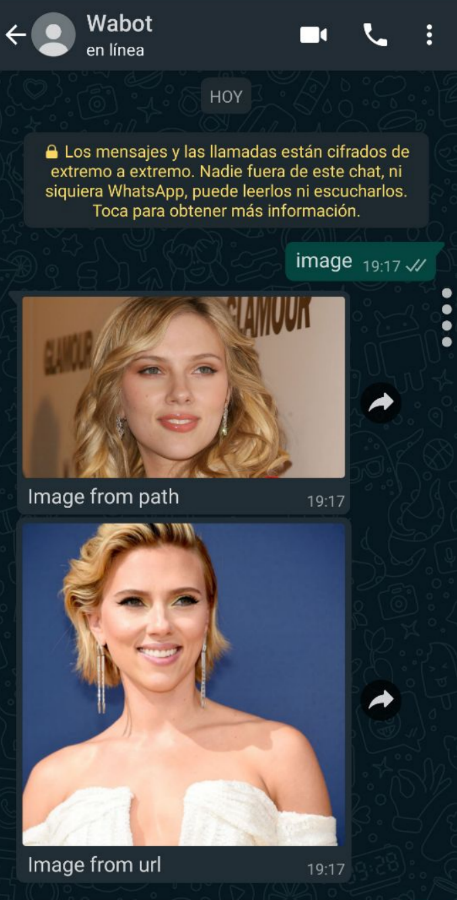 Wabot
en línea
HOY
Los mensajes y las llamadas están cifrados de
extremo a extremo. Nadie fuera de este chat, ni
siquiera WhatsApp, puede leerlos ni escucharlos.
Toca para obtener más información.
image 19:17
GLAMOUR
GLAMOUR
Image from path 19:17
Image from url 19:17